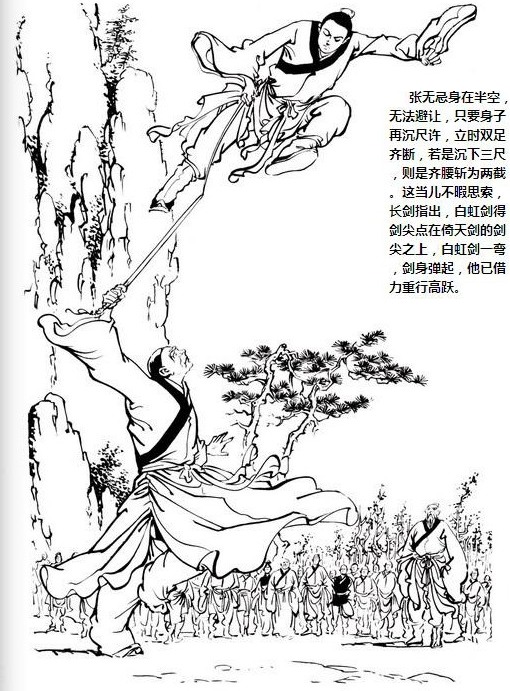 张无忌身在半空，
无法避让，只要身子
再沉尺许，立时双足
齐断，若是沉下三尺
，则是齐腰斩为两截
。这当儿不暇思索，
长剑指出，白虹剑得
剑尖点在倚天剑的剑
尖之上，白虹剑一弯
，剑身弹起，他已借
力重行高跃。